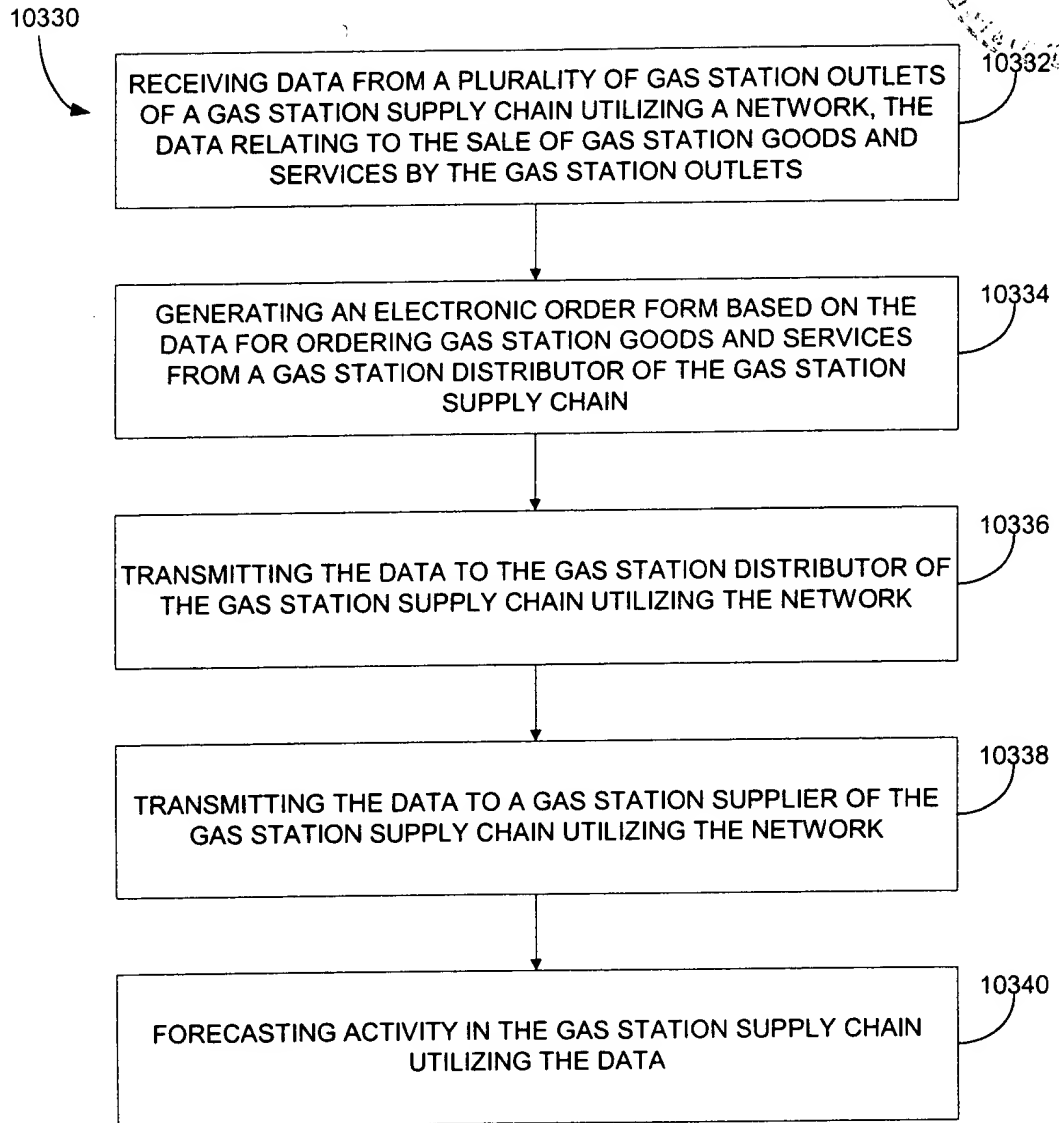 10330
10332
RECEIVING DATA FROM A PLURALITY OF GAS STATION OUTLETS
OF A GAS STATION SUPPLY CHAIN UTILIZING A NETWORK, THE
DATA RELATING TO THE SALE OF GAS STATION GOODS AND
SERVICES BY THE GAS STATION OUTLETS
10334
GENERATING AN ELECTRONIC ORDER FORM BASED ON THE
DATA FOR ORDERING GAS STATION GOODS AND SERVICES
FROM A GAS STATION DISTRIBUTOR OF THE GAS STATION
SUPPLY CHAIN
10336
TRANSMITTING THE DATA TO THE GAS STATION DISTRIBUTOR OF
THE GAS STATION SUPPLY CHAIN UTILIZING THE NETWORK
10338
TRANSMITTING THE DATA TO A GAS STATION SUPPLIER OF THE
GAS STATION SUPPLY CHAIN UTILIZING THE NETWORK
10340
FORECASTING ACTIVITY IN THE GAS STATION SUPPLY CHAIN
UTILIZING THE DATA